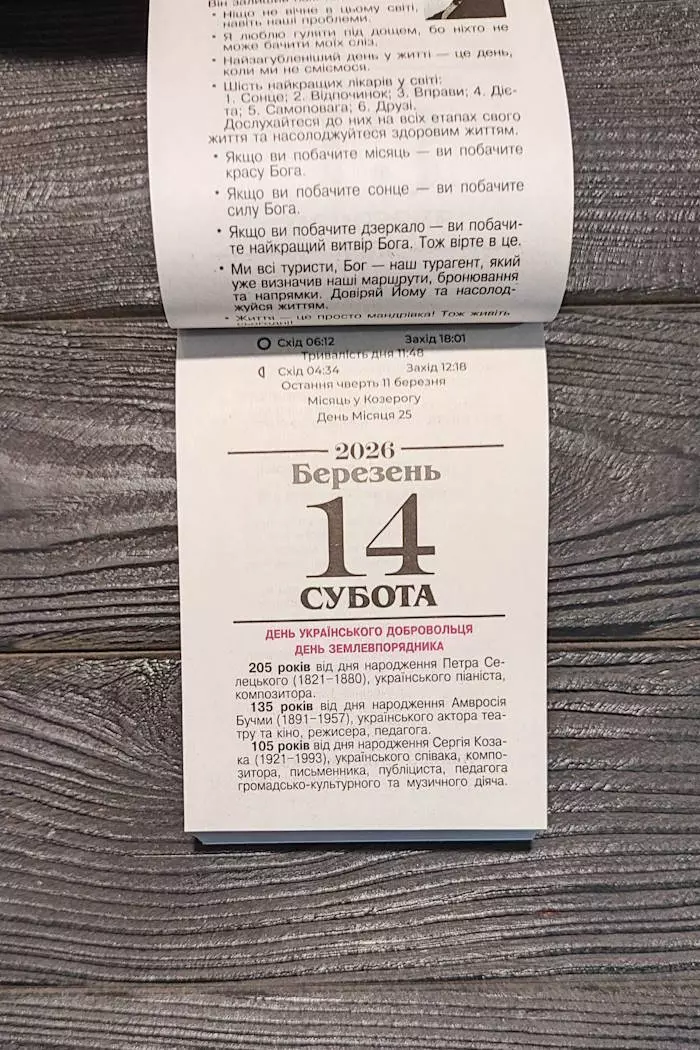 Він залишив
• Ніщо не вічне в цьому світі,
навіть наші проблеми.
• Я люблю гуляти під дощем, бо ніхто не
може бачити моїх сліз.
• Найзагубленіший день у житті — це день,
коли ми не сміємося.
• Шість найкращих лікарів у світі:
1. Сонце; 2. Відпочинок; 3. Вправи; 4. Діє-
та; 5. Самоповага; 6. Друзі.
Дослухайтеся до них на всіх етапах свого
життя та насолоджуйтеся здоровим життям.
• Якщо ви побачите місяць — ви побачите
красу Бога.
• Якщо ви побачите сонце — ви побачите
силу Бога.
• Якщо ви побачите дзеркало — ви побачи-
те найкращий витвір Бога. Тож вірте в це.
• Ми всі туристи, Бог — наш турагент, який
уже визначив наші маршрути, бронювання
та напрямки. Довіряй Йому та насолод-
жуйся життям.
• Життя — це просто мандрівка! Тож живіть
сьогодні!
Схід 06:12 Захід 18:01
Тривалість дня 11:48
Схід 04:34 Захід 12:18
Остання чверть 11 березня
Місяць у Козерогу
День Місяця 25
2026
Березень
14
СУБОТА
ДЕНЬ УКРАЇНСЬКОГО ДОБРОВОЛЬЦЯ
ДЕНЬ ЗЕМЛЕВПОРЯДНИКА
205 років від дня народження Петра Се-
лецького (1821–1880), українського піаніста,
композитора.
135 років від дня народження Амвросія
Бучми (1891–1957), українського актора теа-
тру та кіно, режисера, педагога.
105 років від дня народження Сергія Коза-
ка (1921–1993), українського співака, компо-
зитора, письменника, публіциста, педагога
громадсько-культурного та музичного діяча.